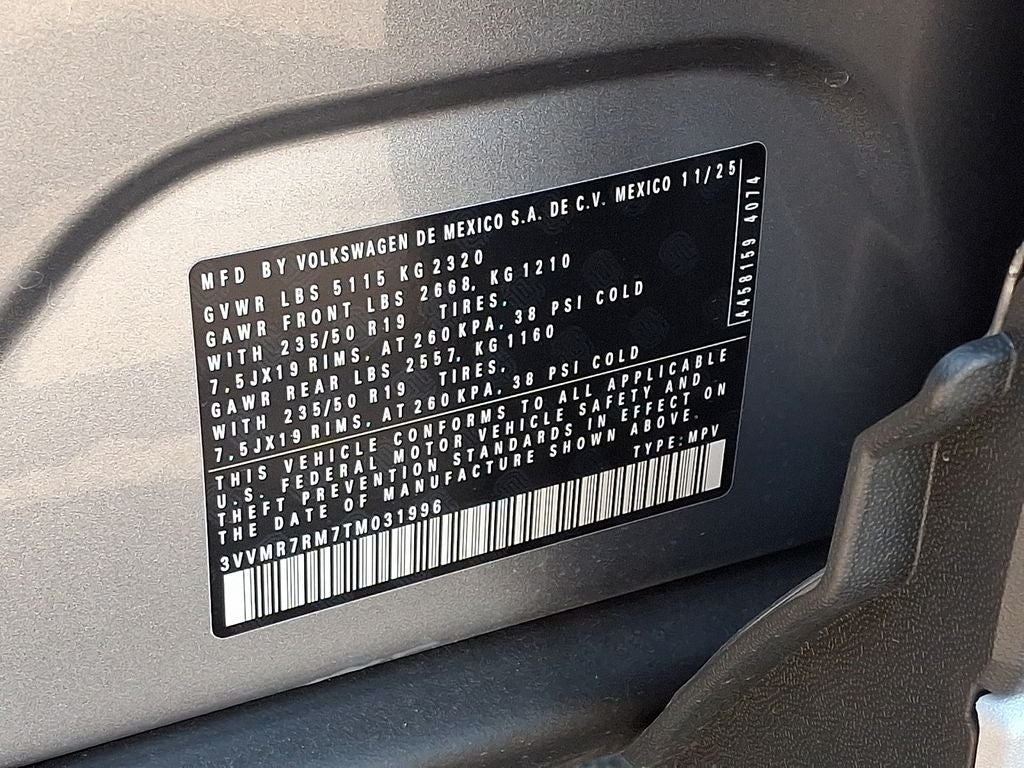 MFD BY VOLKSWAGEN DE MEXICO S.A. DE C.V. MEXICO 11/25
GVWR LBS 5115 KG 2320
GAWR FRONT LBS 2668, KG 1210
WITH 235/50 R19 TIRES,
7,5JX19 RIMS, AT 260KPA, 38 PSI COLD
GAWR REAR LBS 2557, KG 1160
WITH 235/50 R19 TIRES,
7,5JX19 RIMS, AT 260KPA, 38 PSI COLD
THIS VEHICLE CONFORMS TO ALL APPLICABLE
U.S. FEDERAL MOTOR VEHICLE SAFETY AND
THEFT PREVENTION STANDARDS IN EFFECT ON
THE DATE OF MANUFACTURE SHOWN ABOVE.
3VVMR7RM7TM031996 TYPE: MPV
4458159 4074